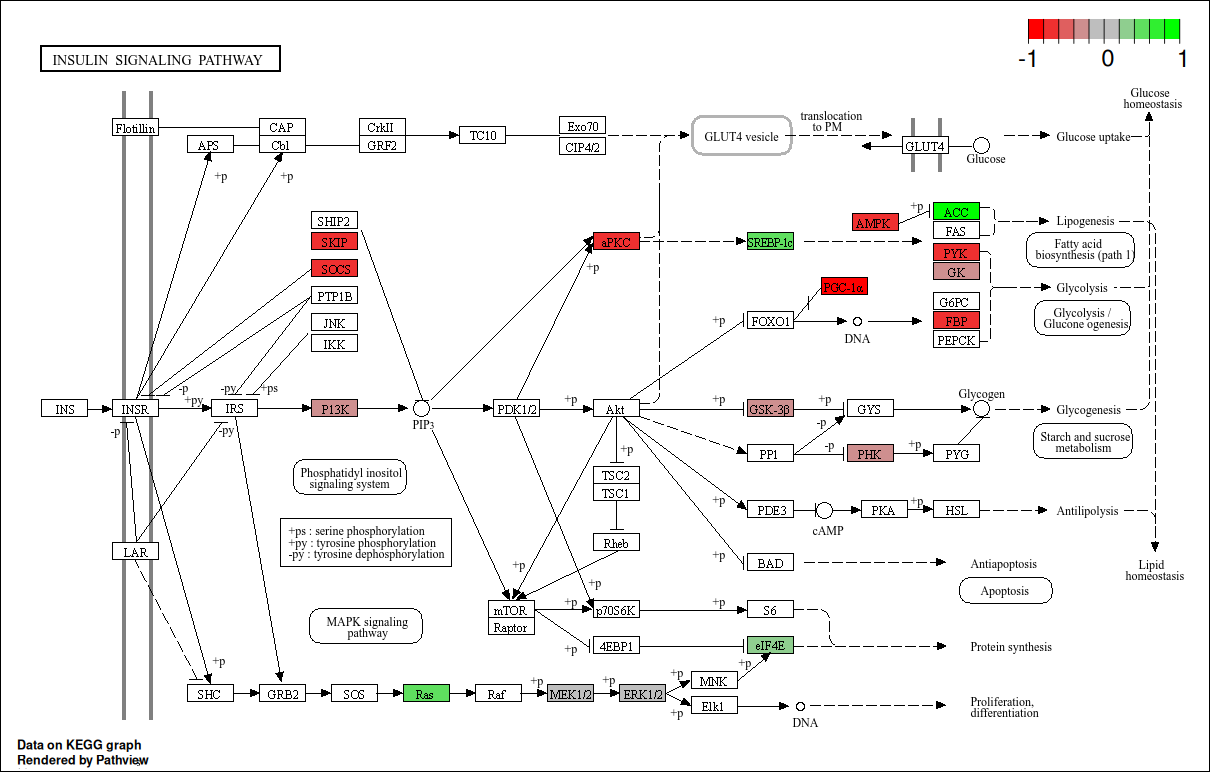 INSULIN SIGNALING PATHWAY
-1 0 1
Glucose
homeostasis
Flotillin
CAP
Cbl
APS
CrkII
GRF2
TC10
Exo70
CIP4/2
GLUT4 vesicle
translocation
to PM
GLUT4
Glucose
Glucose uptake
+p
+p
SHIP2
SKIP
SOCS
PTP1B
JNK
IKK
aPKC
+p
SREBP-1c
AMPK
+p
ACC
FAS
PYK
GK
G6PC
FBP
PEPCK
Lipogenesis
Fatty acid
biosynthesis (path 1)
Glycolysis
Glycolysis /
Glucone ogenesis
PGC-1α
+p
FOXO1
DNA
INS
INSR
-p
+py
-py
+ps
IRS
-p
-py
P13K
PIP3
PDK1/2
+p
Akt
+p
GSK-3β
+p
GYS
Glycogen
Glycogenesis
-p
PP1
-p
PHK
+p
PYG
Starch and sucrose
metabolism
Phosphatidyl inositol
signaling system
+p
TSC2
TSC1
+p
PDE3
cAMP
PKA
+p
HSL
Antilipolysis
+ps : serine phosphorylation
+py : tyrosine phosphorylation
-py : tyrosine dephosphorylation
LAR
Rheb
+p
+p
+p
BAD
Antiapoptosis
Apoptosis
Lipid
homeostasis
mTOR
Raptor
+p
p70S6K
+p
S6
+p
4EBP1
eIF4E
Protein synthesis
MAPK signaling
pathway
+p
SHC
GRB2
SOS
Ras
Raf
+p
MEK1/2
+p
ERK1/2
+p
MNK
+p
+p
Elk1
DNA
Proliferation,
differentiation
Data on KEGG graph
Rendered by Pathview